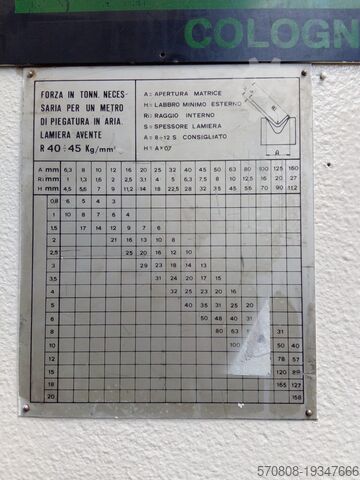 COLOGN
FORZA IN TONN. NECES-
SARIA PER UN METRO
DI PIEGATURA IN ARIA.
LAMIERA AVENTE
R 40÷45 Kg/mm²
A = APERTURA MATRICE
H = LABBRO MINIMO ESTERNO
Ri = RAGGIO INTERNO
S = SPESSORE LAMIERA
A = 8÷12 S CONSIGLIATO
H = A × 0,7
Ri
A
A mm 6,3 8 10 12 16 20 25 32 40 50 63 80 100 125 160
Ri mm 1 1,3 1,6 2 2,5 3,1 4 5 6,3 7,5 8 10 12,5 16 20 27
H mm 4,5 5,5 7 9 11,2 14 18 22,5 28 35 45 56 70 90 11,2
0,8 6 5 4 3
1 10 8 7 6 4
1,5 17 14 12 9 7 6
2 21 16 13 10 8
2,5 25 20 16 12 10
3 29 23 18 14 13
3,5 31 24 20 18 15
4 32 25 23 20 16
5 40 35 31 25 20
6 50 48 40 31
8 80 63 31
10 100 50 40
12 78 57
15 120
18 155 127
20 158
570808-19347666